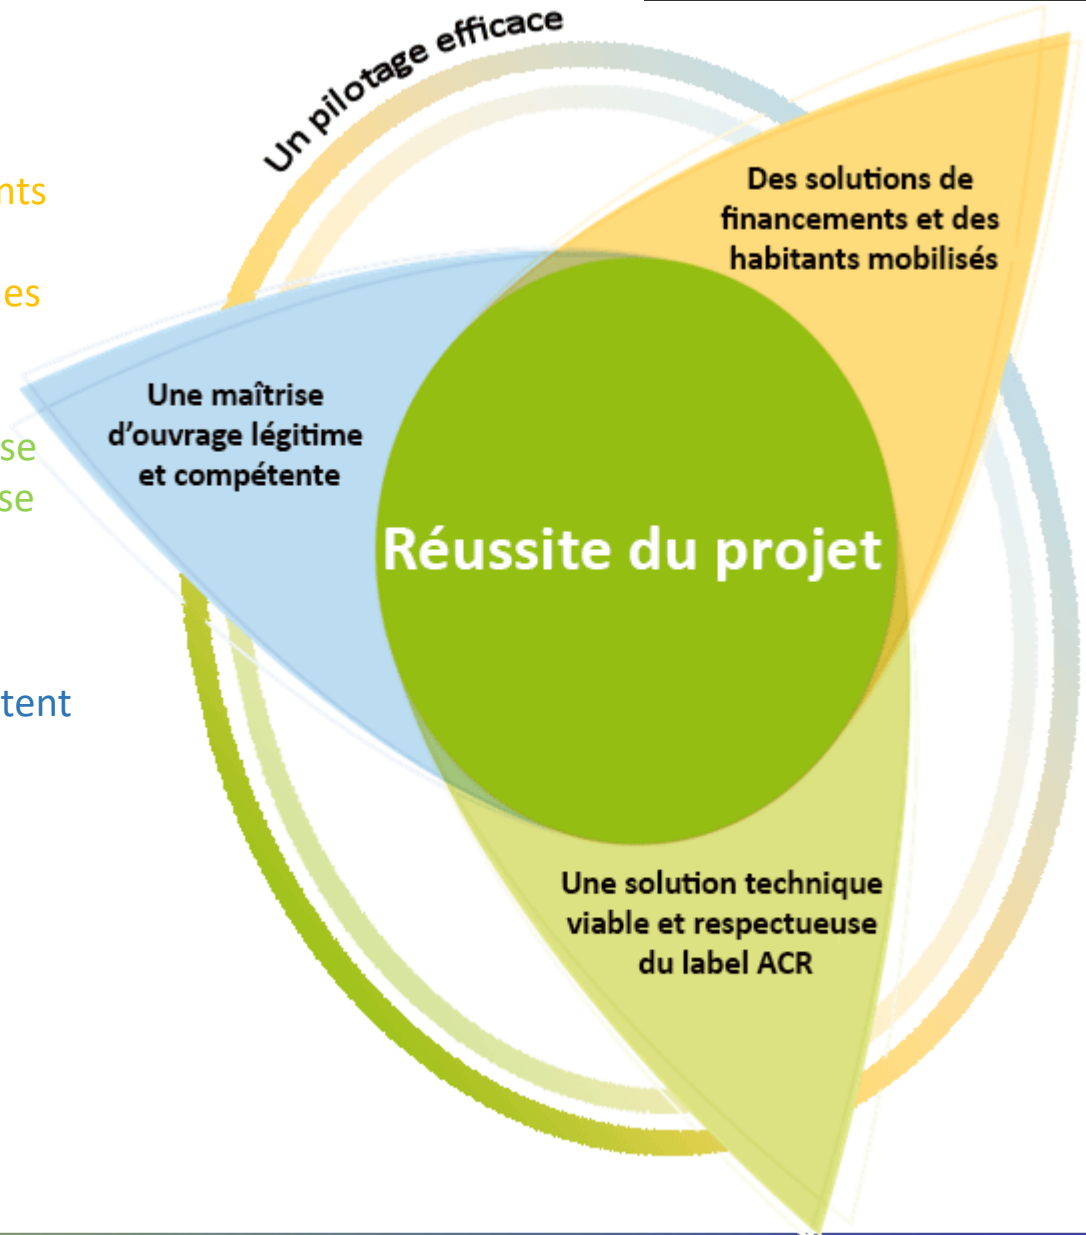 Un pilotage efficace
Des solutions de
financements et des
habitants mobilisés
Une maîtrise
d’ouvrage légitime
et compétente
Réussite du projet
Une solution technique
viable et respectueuse
du label ACR